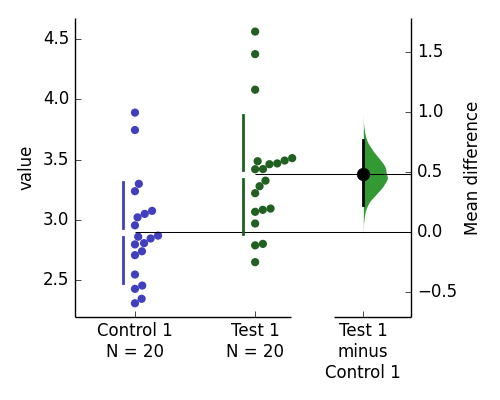 value
4.5
4.0
3.5
3.0
2.5
1.5
1.0
0.5
0.0
−0.5
Mean difference
Control 1
N = 20
Test 1
N = 20
Test 1
minus
Control 1